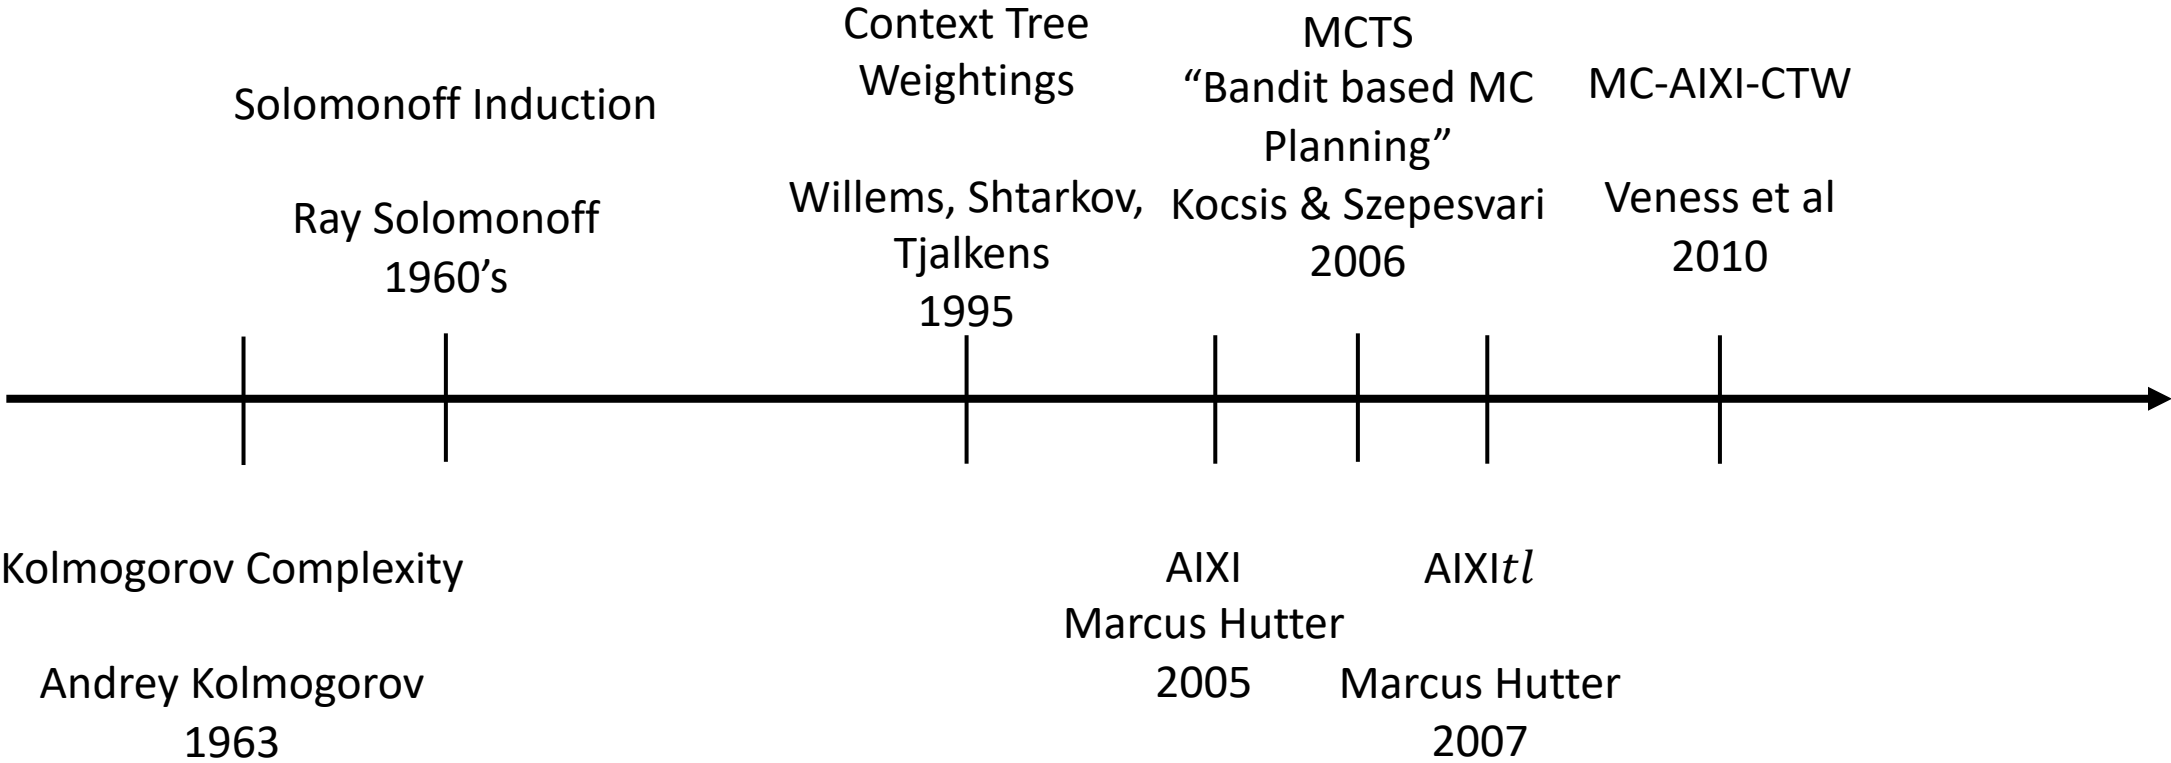 Solomonoff Induction
Ray Solomonoff
1960’s
Context Tree
Weightings
Willems, Shtarkov,
Tjalkens
1995
MCTS
“Bandit based MC
Planning”
Kocsis & Szepesvari
2006
MC-AIXI-CTW
Veness et al
2010
Kolmogorov Complexity
Andrey Kolmogorov
1963
AIXI
Marcus Hutter
2005
AIXItl
Marcus Hutter
2007